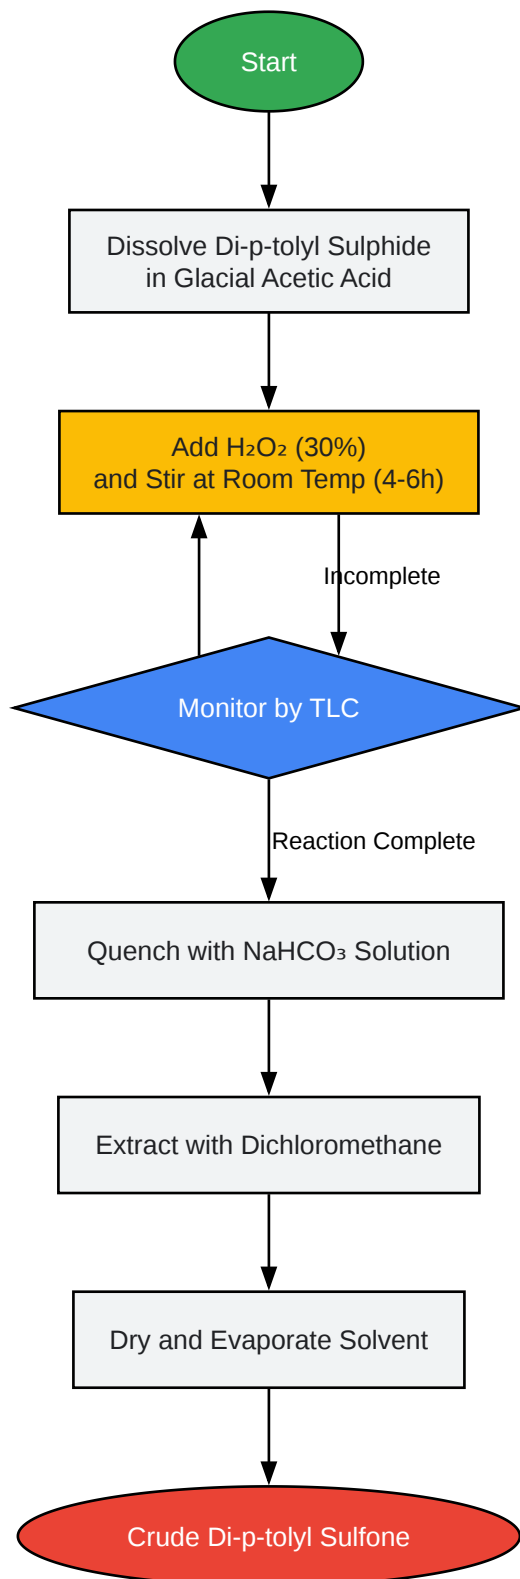 Start
Dissolve Di-p-tolyl Sulphide
in Glacial Acetic Acid
Add H₂O₂ (30%)
and Stir at Room Temp (4-6h)
Incomplete
Monitor by TLC
Reaction Complete
Quench with NaHCO₃ Solution
Extract with Dichloromethane
Dry and Evaporate Solvent
Crude Di-p-tolyl Sulfone